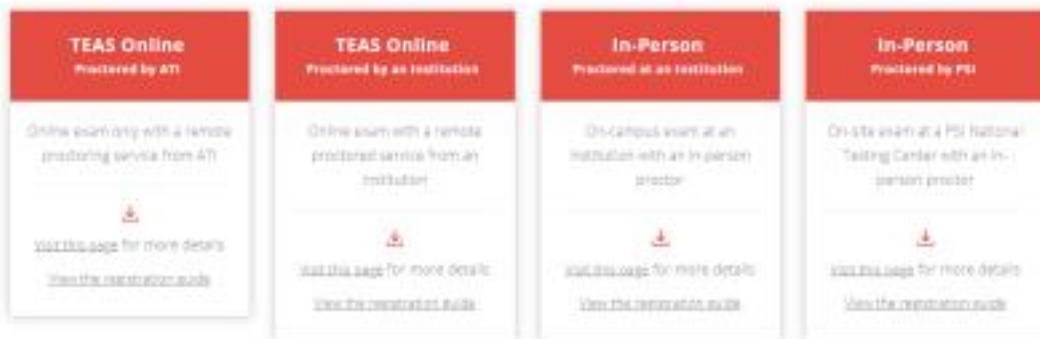 TEAS Online
Proctored by ATI
Online exam only with a remote
proctoring service from ATI
Visit this page for more details
View the registration guide
TEAS Online
Proctored by an Institution
Online exam with a remote
proctored service from an
institution
Visit this page for more details
View the registration guide
In-Person
Proctored at an Institution
On-campus exam at an
institution with an in-person
proctor
Visit this page for more details
View the registration guide
In-Person
Proctored by PSI
On-site exam at a PSI National
Testing Center with an in-
person proctor
Visit this page for more details
View the registration guide